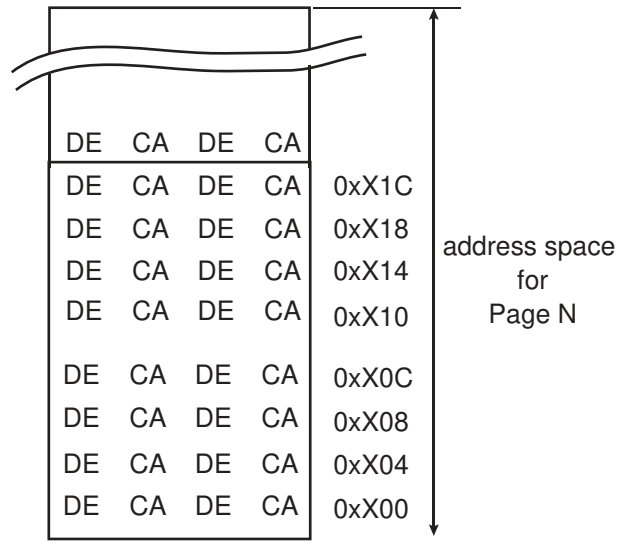 DE CA DE CA
DE CA DE CA 0xX1C
DE CA DE CA 0xX18
DE CA DE CA 0xX14
DE CA DE CA 0xX10
DE CA DE CA 0xX0C
DE CA DE CA 0xX08
DE CA DE CA 0xX04
DE CA DE CA 0xX00
address space
for
Page N